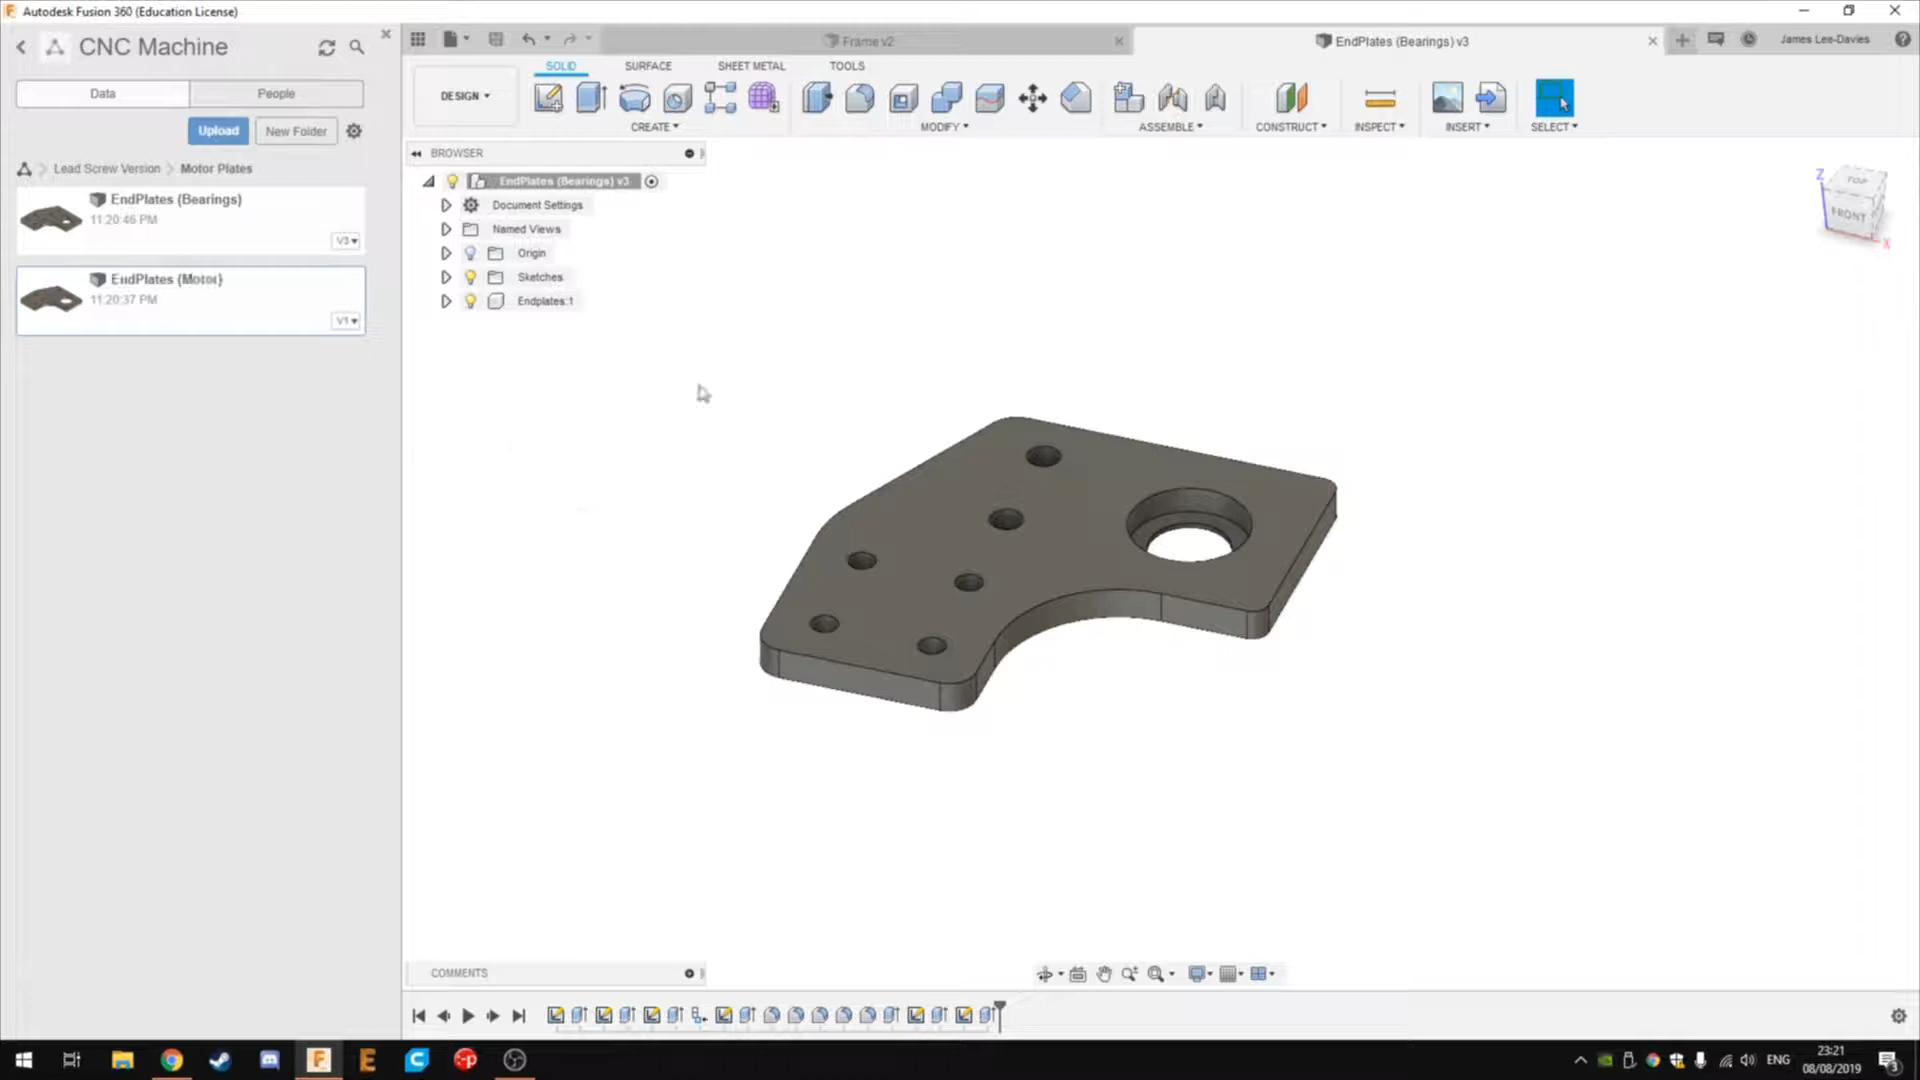 Autodesk Fusion 360 (Education License)
CNC Machine
Data
People
Upload
New Folder
Lead Screw Version
Motor Plates
EndPlates (Bearings)
11:20:46 PM
V3
EndPlates (Motor)
11:20:37 PM
V1
Frame v2
EndPlates (Bearings) v3
James Lee-Davies
SOLID
SURFACE
SHEET METAL
TOOLS
DESIGN
CREATE
MODIFY
ASSEMBLE
CONSTRUCT
INSPECT
INSERT
SELECT
BROWSER
EndPlates (Bearings) v3
Document Settings
Named Views
Origin
Sketches
Endplates:1
TOP
FRONT
Z
X
COMMENTS
ENG
23:21
08/08/2019
3